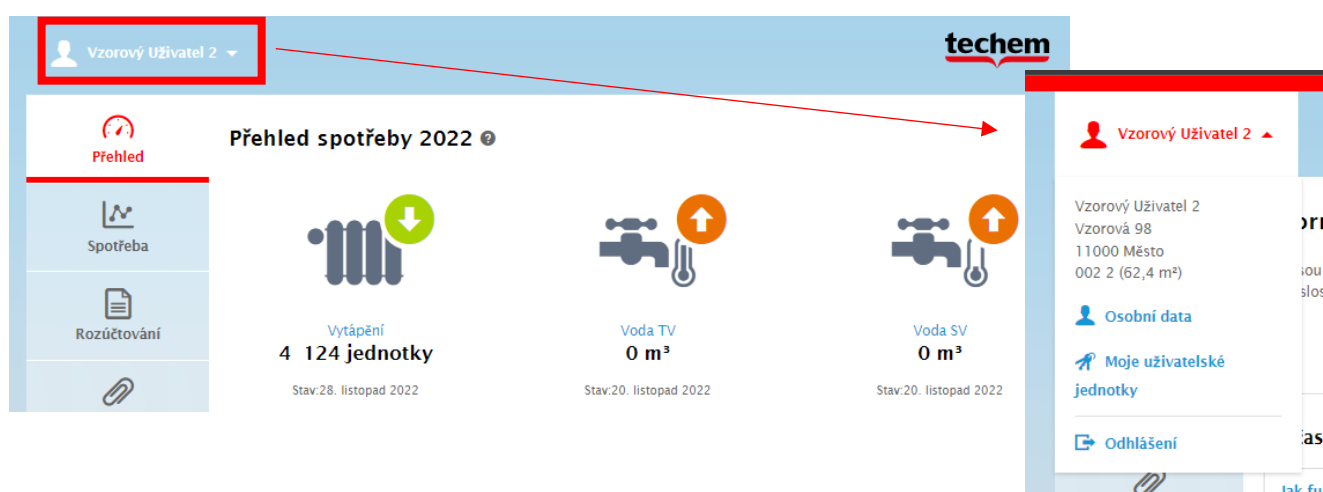 Vzorový Uživatel 2
techem
Přehled
Přehled spotřeby 2022
Spotřeba
Rozúčtování
Vytápění
4 124 jednotky
Stav:28. listopad 2022
Voda TV
0 m³
Stav:20. listopad 2022
Voda SV
0 m³
Stav:20. listopad 2022
Vzorový Uživatel 2
Vzorový Uživatel 2
Vzorová 98
11000 Město
002 2 (62,4 m²)
Osobní data
Moje uživatelské
jednotky
Odhlášení